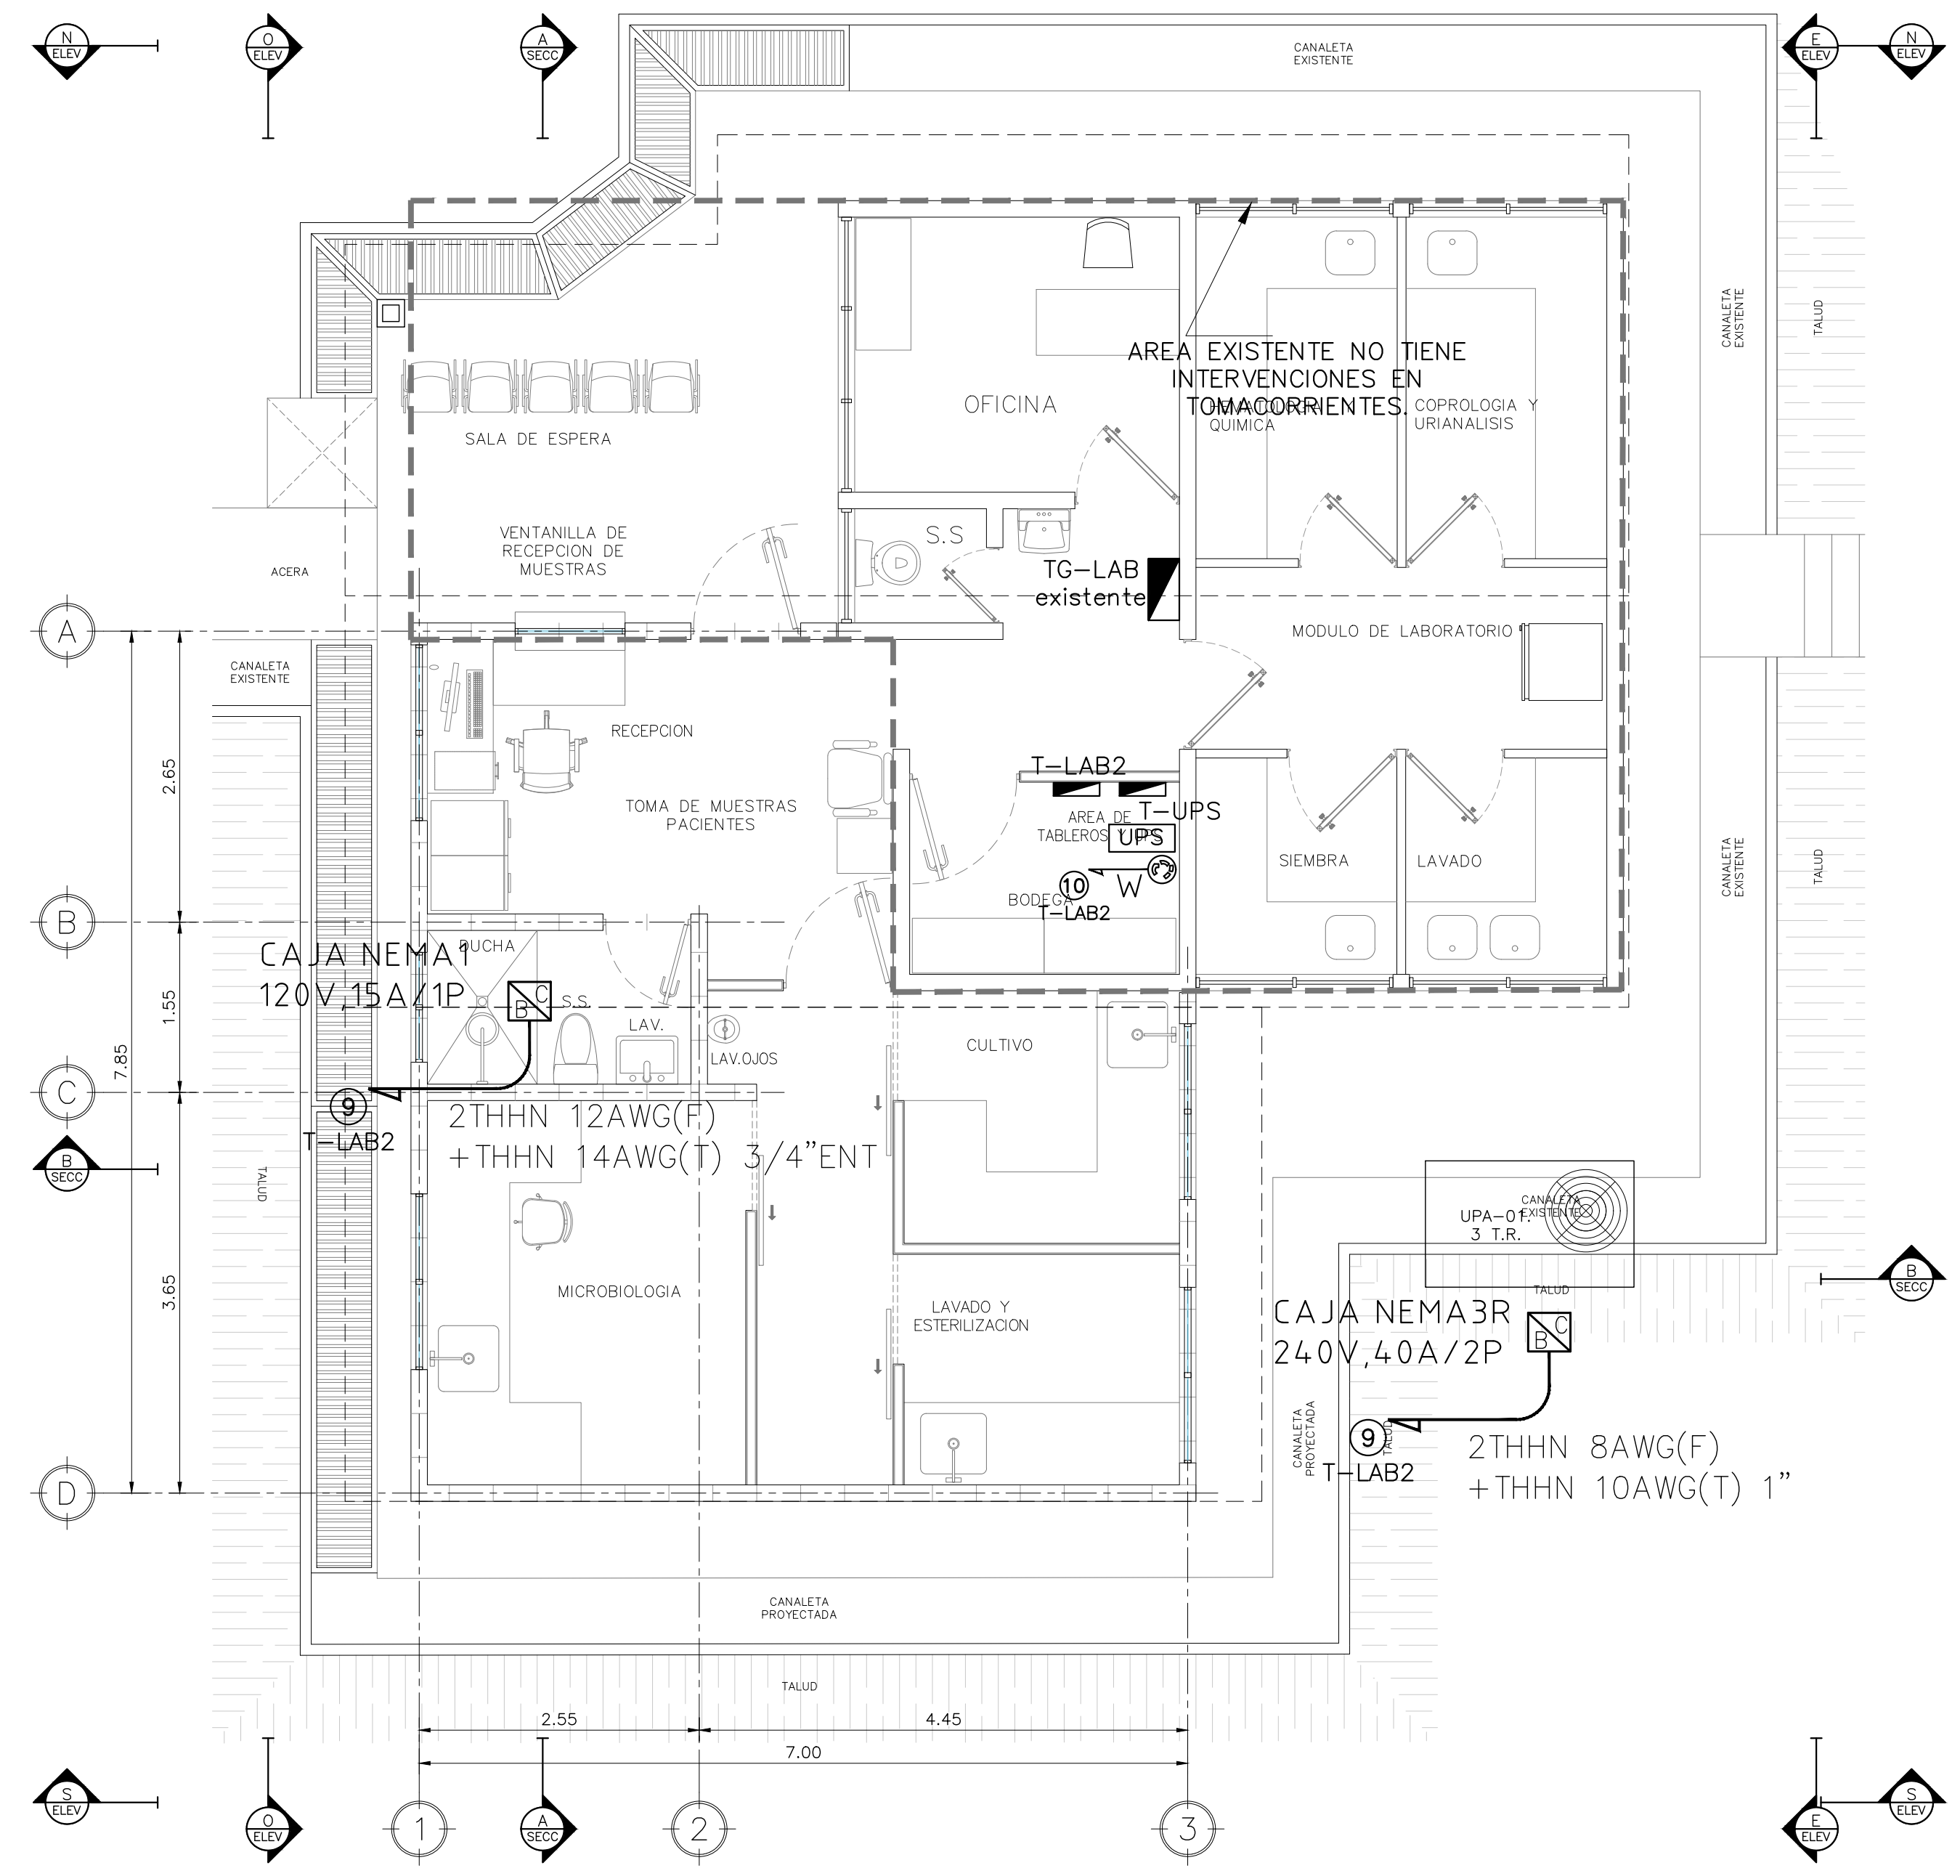 N
ELEV
O
ELEV
A
SECC
CANALETA
EXISTENTE
E
ELEV
N
ELEV
CANALETA
EXISTENTE
TALUD
AREA EXISTENTE NO TIENE
INTERVENCIONES EN
TOMACORRIENTES.
OFICINA
HEMATOLOGIA Y
QUIMICA
COPROLOGIA Y
URIANALISIS
SALA DE ESPERA
VENTANILLA DE
RECEPCION DE
MUESTRAS
S.S
ACERA
TG-LAB
existente
A
MODULO DE LABORATORIO
CANALETA
EXISTENTE
RECEPCION
2.65
TOMA DE MUESTRAS
PACIENTES
T-LAB2
T-UPS
AREA DE
TABLEROS Y UPS
UPS
SIEMBRA
LAVADO
CANALETA
EXISTENTE
TALUD
10
W
T-LAB2
BODEGA
B
DUCHA
CAJA NEMA1
120V,15A/1P
B
C
S.S.
LAV.
LAV.OJOS
CULTIVO
1.55
7.85
C
9
T-LAB2
2THHN 12AWG(F)
+THHN 14AWG(T) 3/4"ENT
B
SECC
TALUD
CANALETA
EXISTENTE
UPA-01.
3 T.R.
TALUD
B
SECC
3.65
MICROBIOLOGIA
LAVADO Y
ESTERILIZACION
CAJA NEMA3R
240V,40A/2P
B
C
CANALETA
PROYECTADA
TALUD
9
T-LAB2
2THHN 8AWG(F)
+THHN 10AWG(T) 1"
D
CANALETA
PROYECTADA
TALUD
2.55
4.45
7.00
S
ELEV
O
ELEV
1
A
SECC
2
3
E
ELEV
S
ELEV